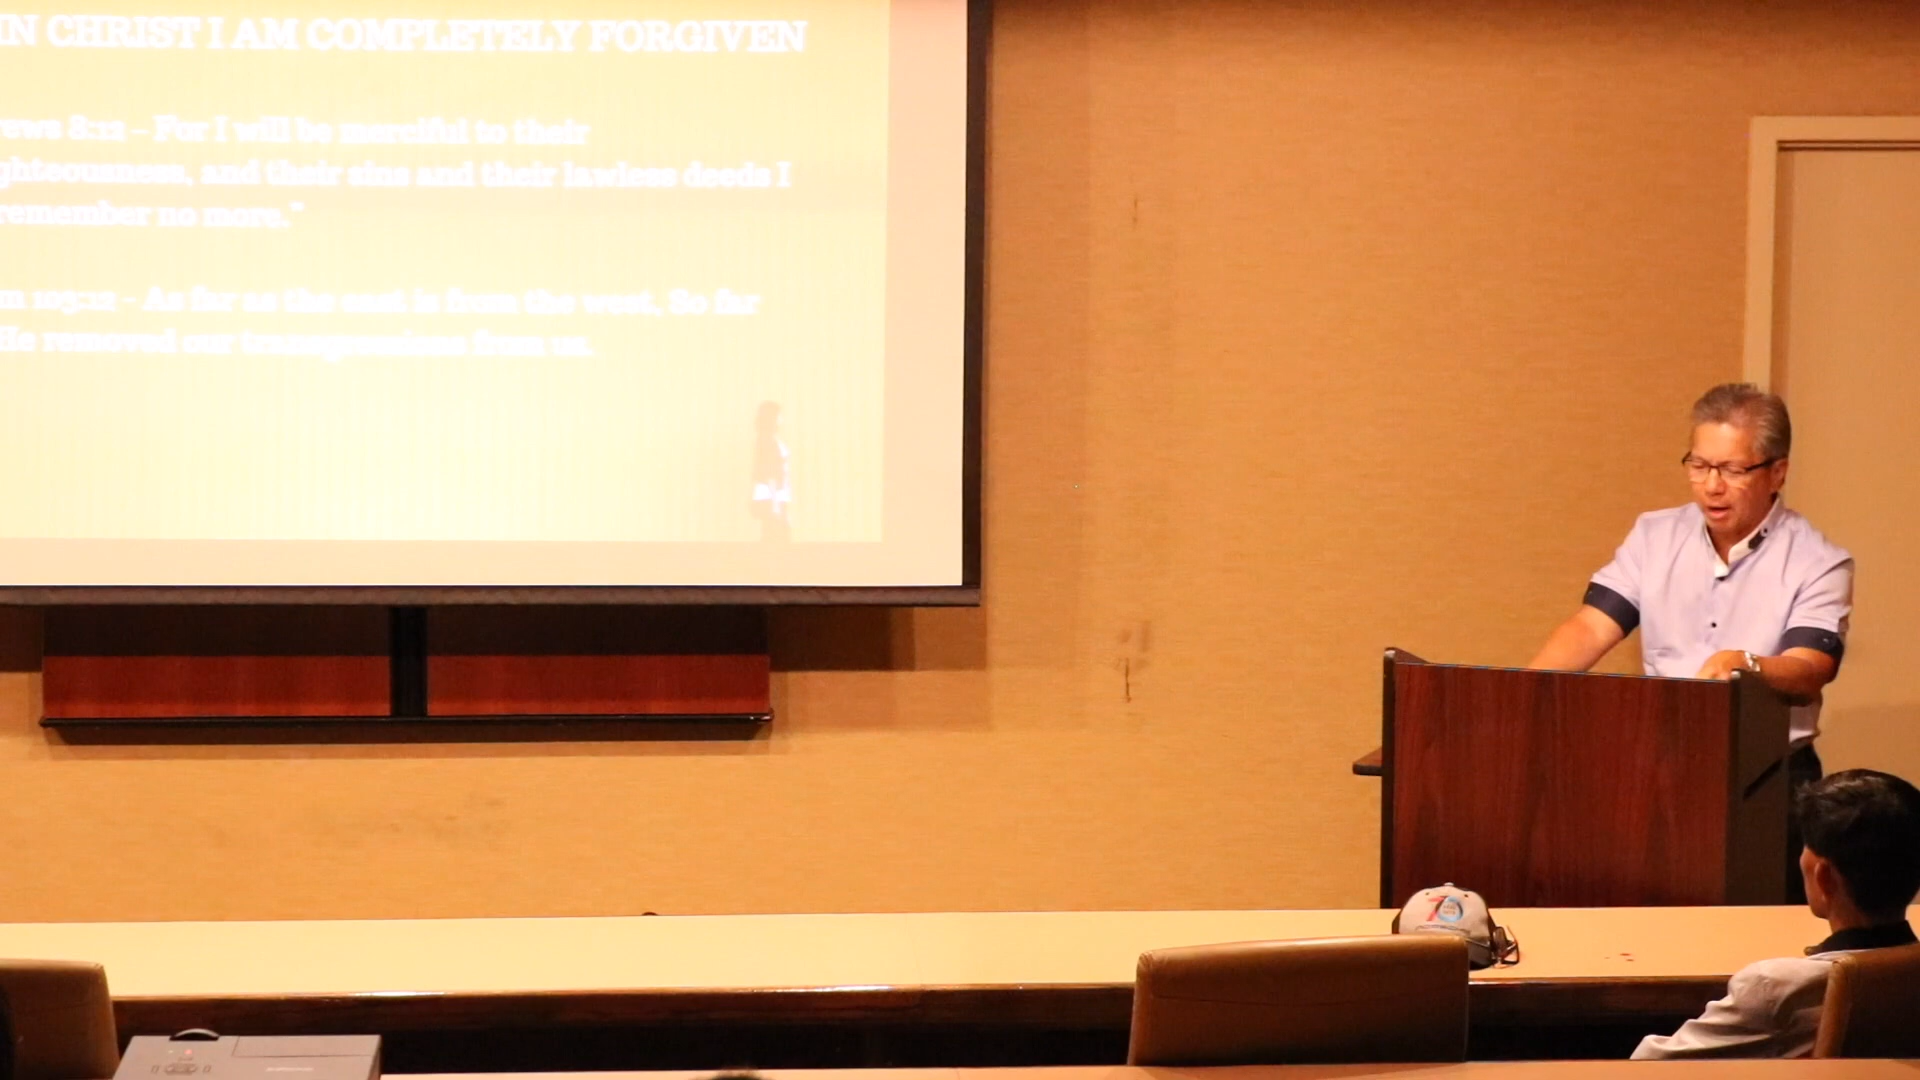 IN CHRIST I AM COMPLETELY FORGIVEN
ews 8:12 – For I will be merciful to their
ghteousness, and their sins and their lawless deeds I
remember no more."
m 103:12 - As far as the east is from the west, So far
He removed our transgressions from us.
70